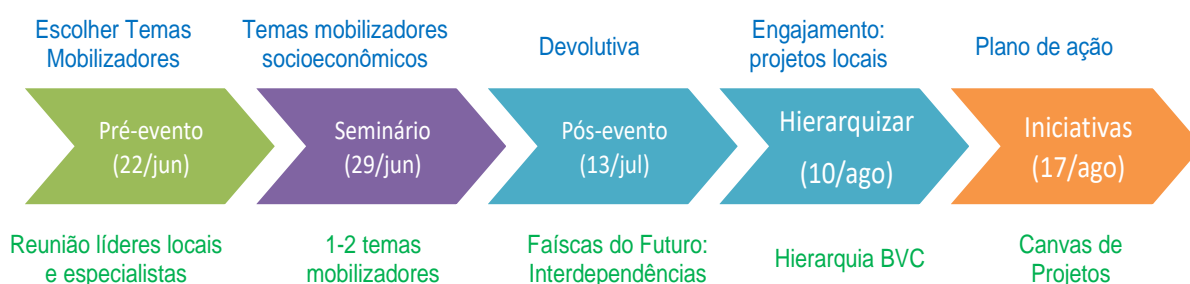 Escolher Temas
Mobilizadores
Temas mobilizadores
socioeconômicos
Devolutiva
Engajamento:
projetos locais
Plano de ação
Pré-evento
(22/jun)
Seminário
(29/jun)
Pós-evento
(13/jul)
Hierarquizar
(10/ago)
Iniciativas
(17/ago)
Reunião líderes locais
e especialistas
1-2 temas
mobilizadores
Faíscas do Futuro:
Interdependências
Hierarquia BVC
Canvas de
Projetos